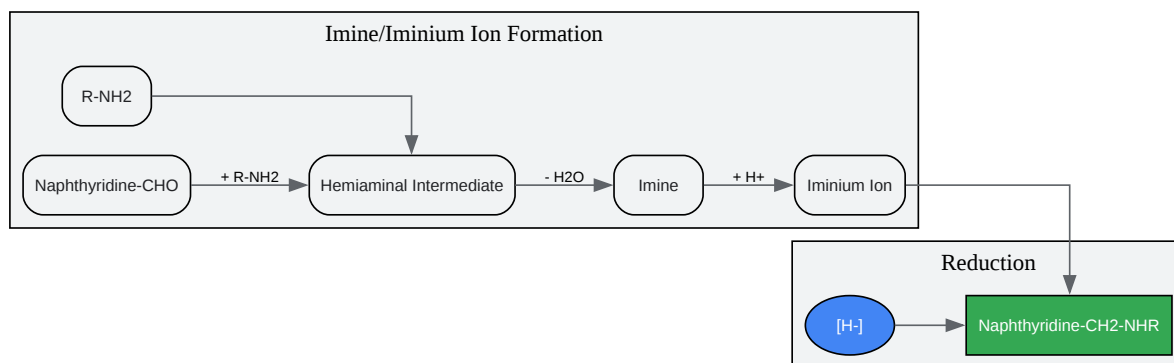 Imine/Iminium Ion Formation
R-NH2
Naphthyridine-CHO
+ R-NH2
Hemiaminal Intermediate
- H2O
Imine
+ H+
Iminium Ion
Reduction
[H-]
Naphthyridine-CH2-NHR